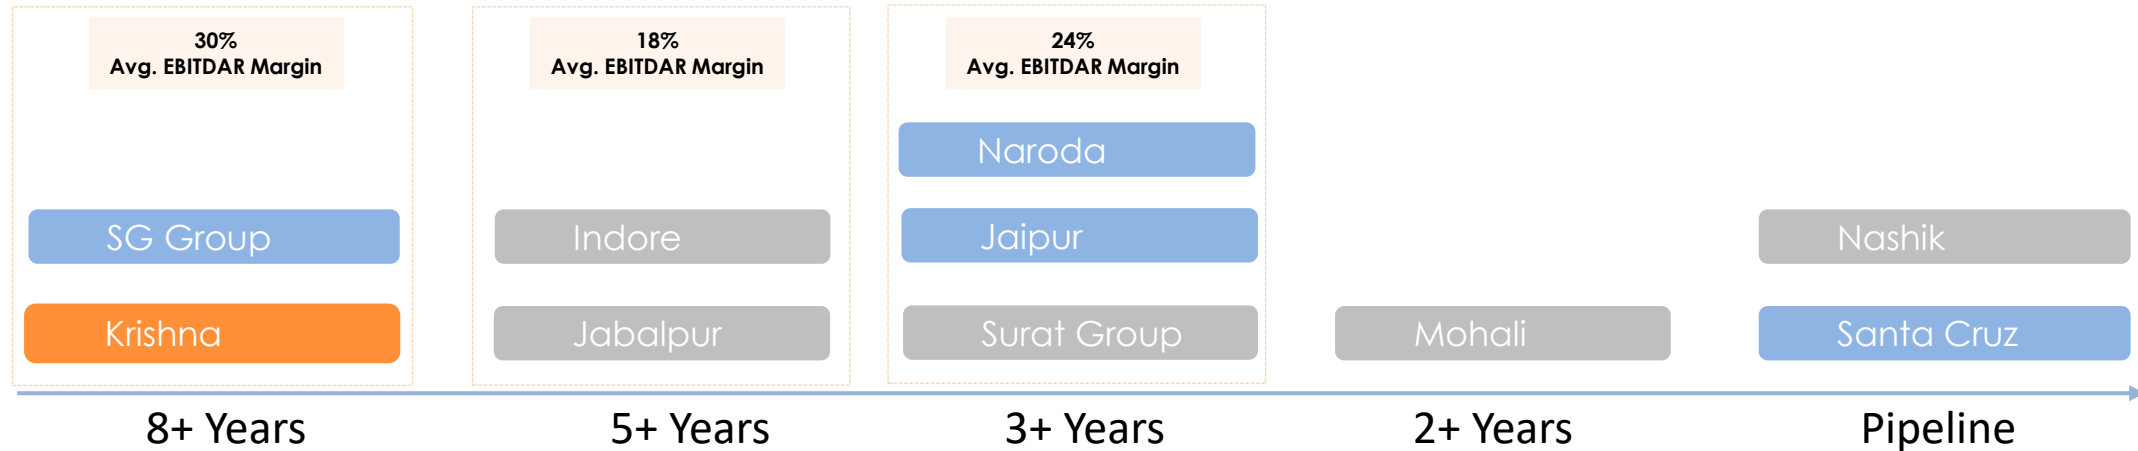 30%
Avg. EBITDAR Margin
SG Group
Krishna
8+ Years
18%
Avg. EBITDAR Margin
Indore
Jabalpur
5+ Years
24%
Avg. EBITDAR Margin
Naroda
Jaipur
Surat Group
3+ Years
Mohali
2+ Years
Nashik
Santa Cruz
Pipeline